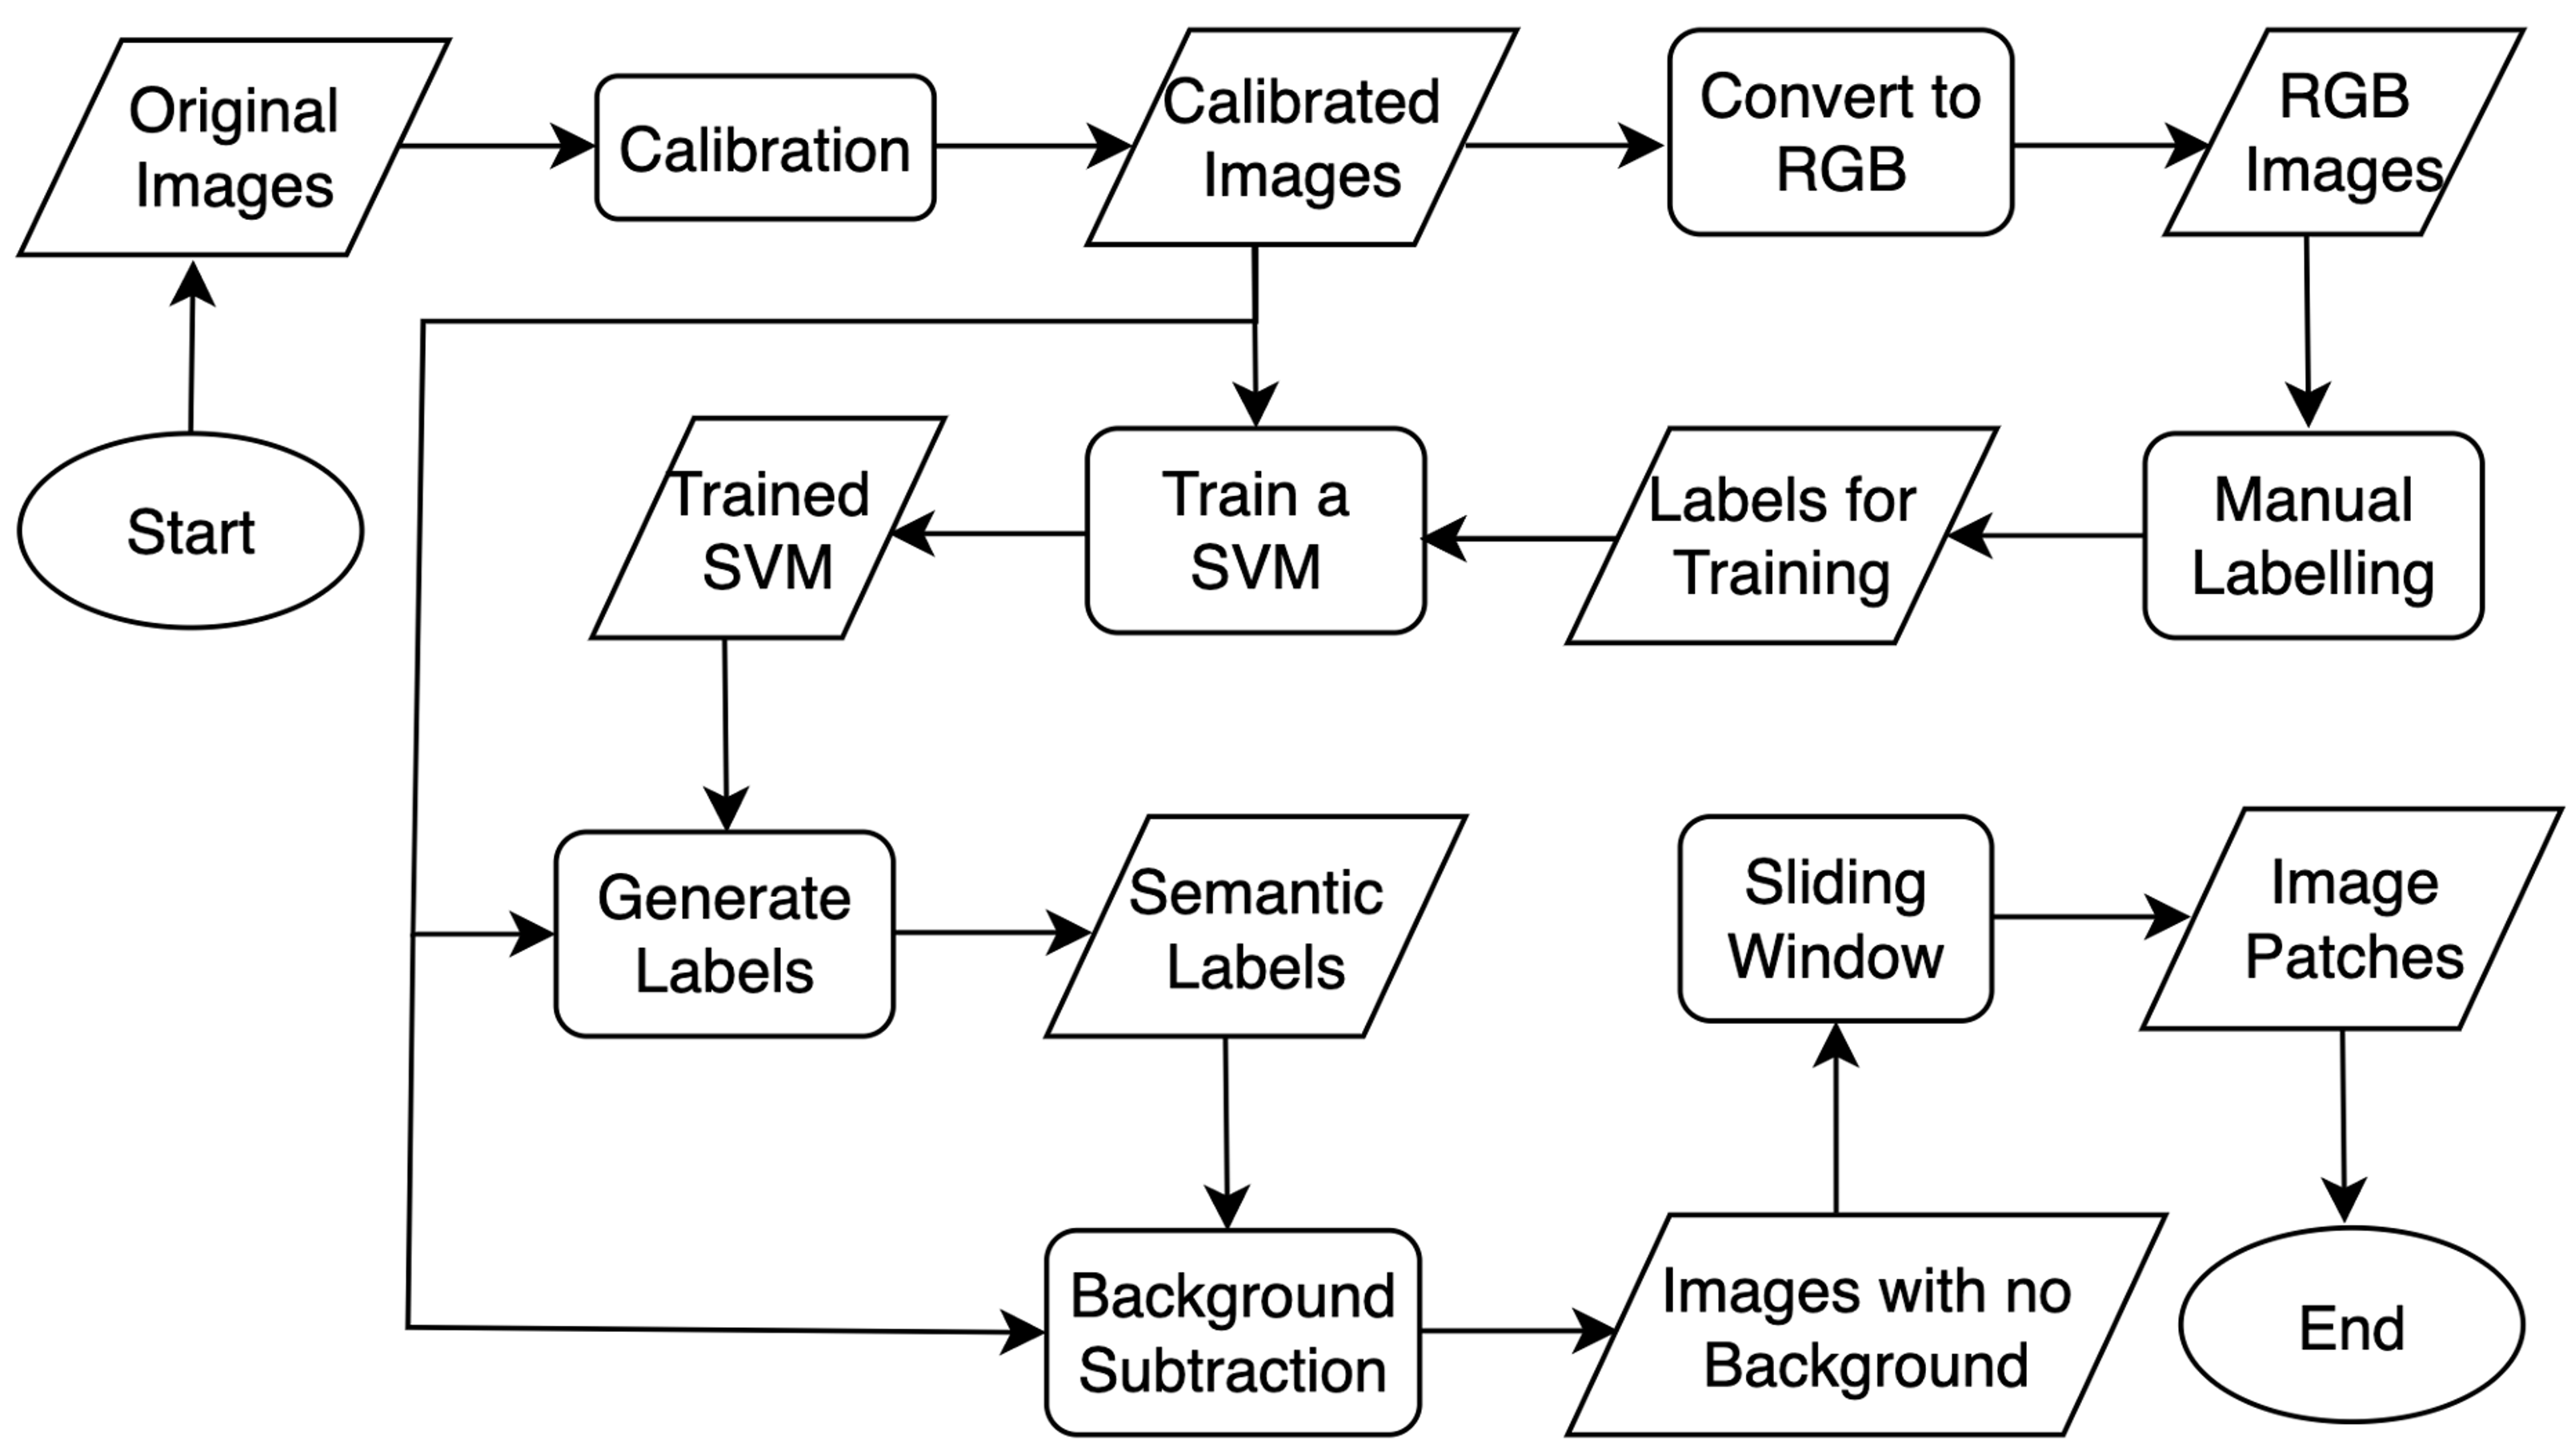 Original
Images
Calibration
Calibrated
Images
Convert to
RGB
RGB
Images
Start
Trained
SVM
Train a
SVM
Labels for
Training
Manual
Labelling
Generate
Labels
Semantic
Labels
Sliding
Window
Image
Patches
Background
Subtraction
Images with no
Background
End